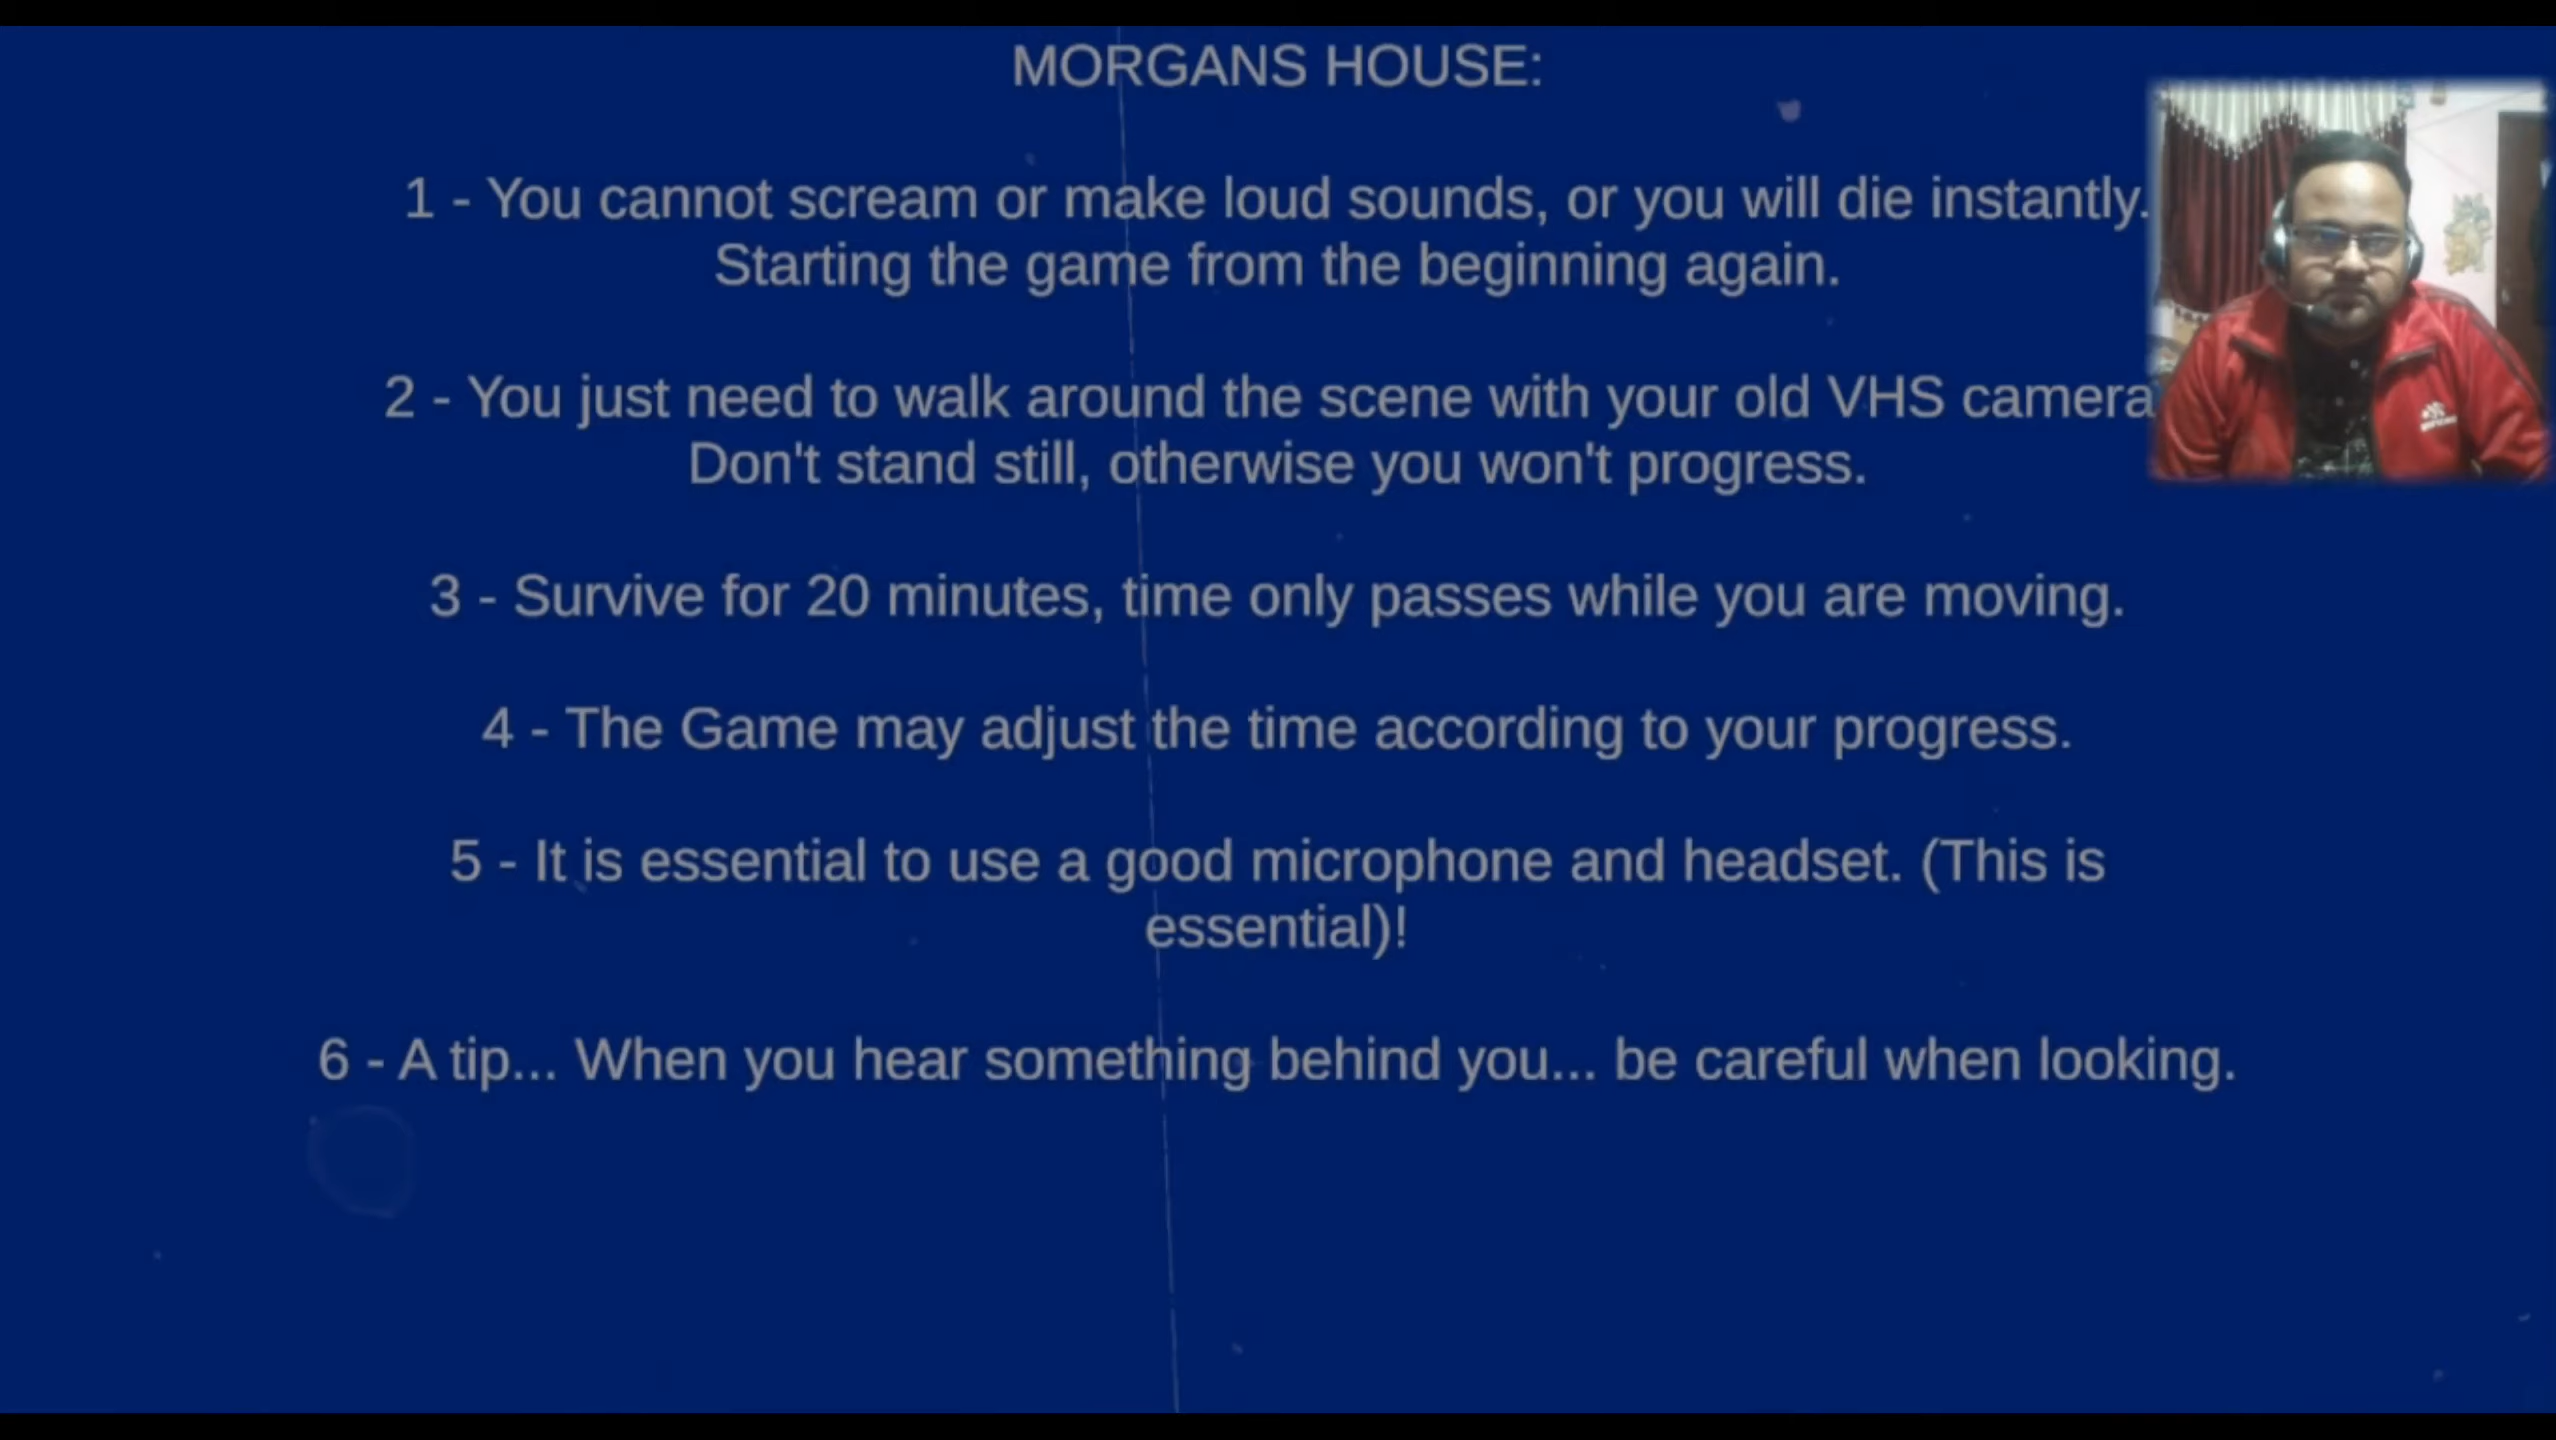 MORGANS HOUSE:
1 - You cannot scream or make loud sounds, or you will die instantly.
Starting the game from the beginning again.
2 - You just need to walk around the scene with your old VHS camera
Don't stand still, otherwise you won't progress.
3 - Survive for 20 minutes, time only passes while you are moving.
4 - The Game may adjust the time according to your progress.
5 - It is essential to use a good microphone and headset. (This is
essential)!
6 - A tip... When you hear something behind you... be careful when looking.